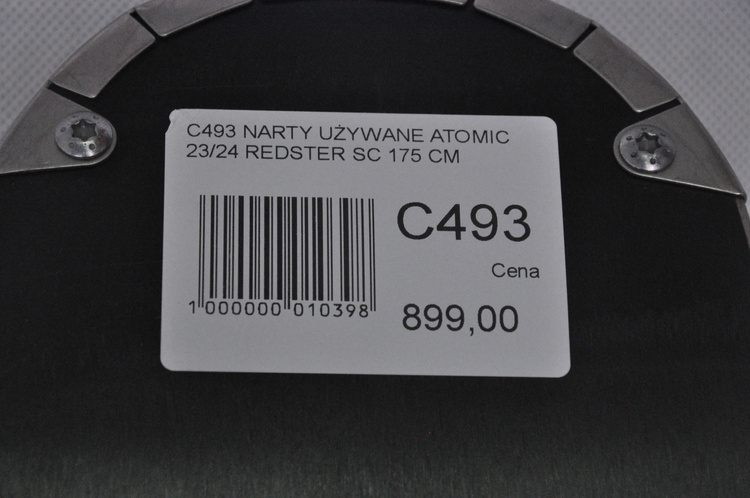 C493 NARTY UŻYWANE ATOMIC
23/24 REDSTER SC 175 CM
C493
Cena
899,00
1 000000 010398